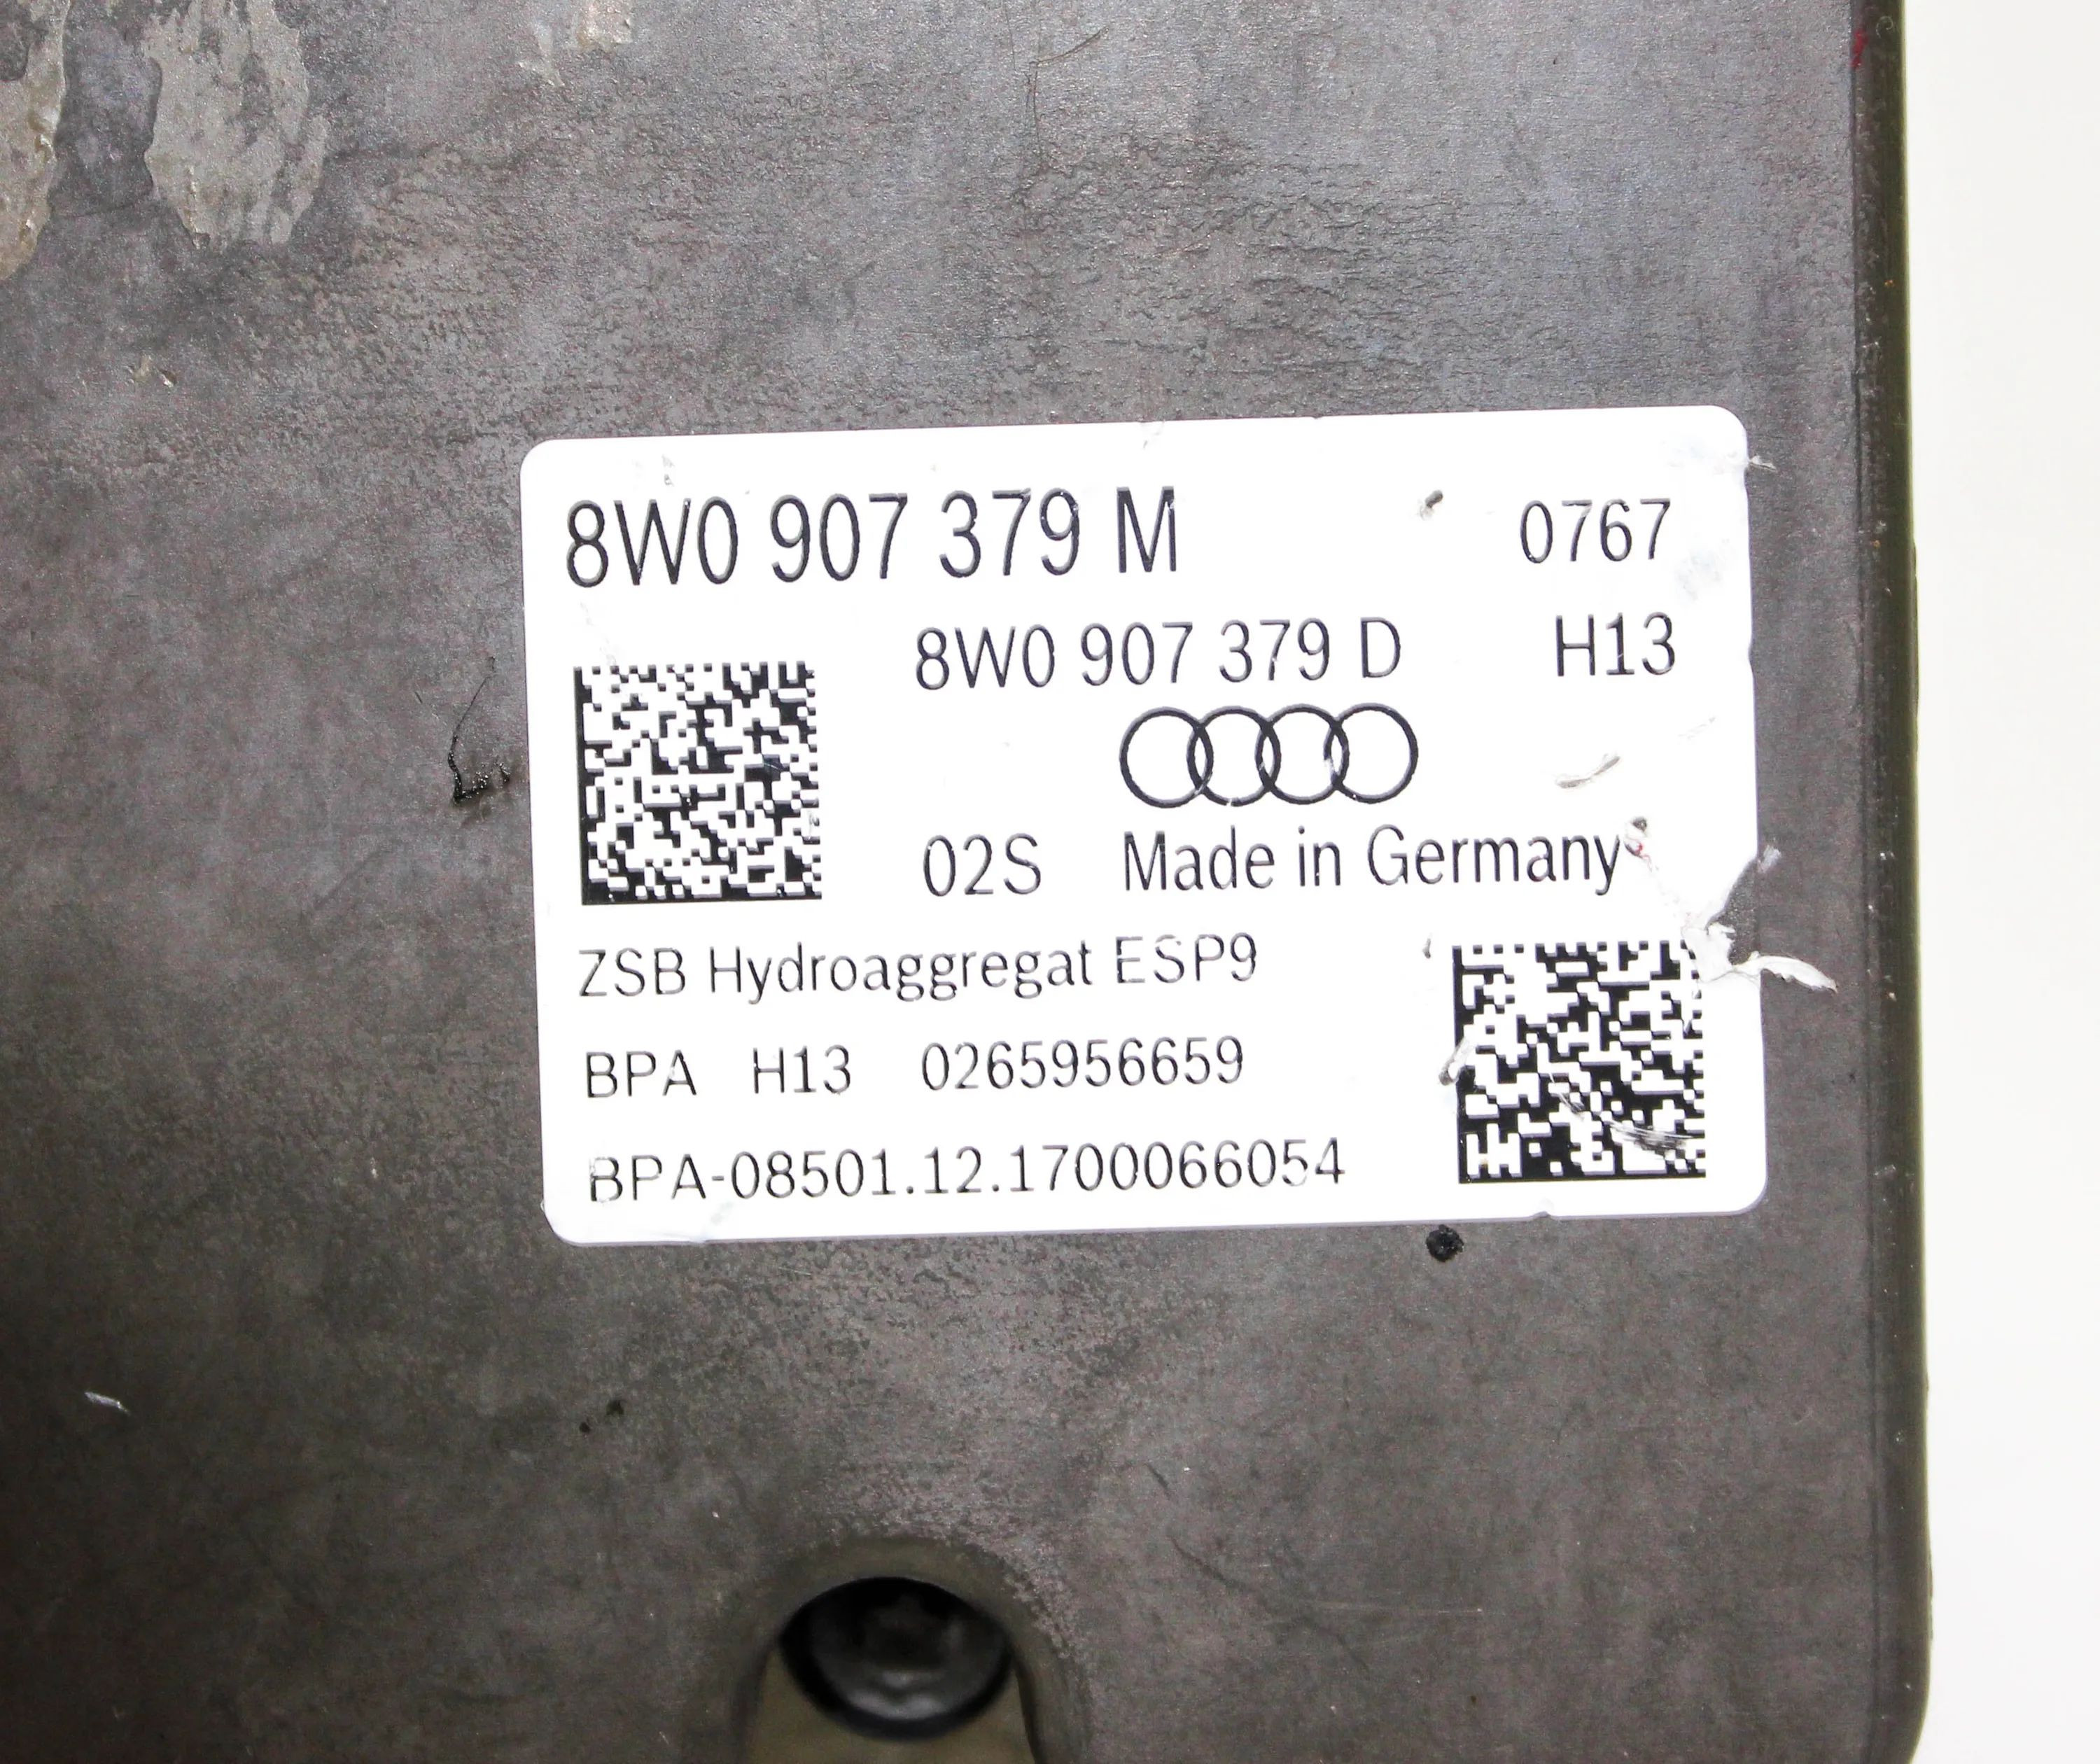 8W0 907 379 M 0767
8W0 907 379 D H13
02S Made in Germany
ZSB Hydroaggregat ESP9
BPA H13 0265956659
BPA-08501.12.1700066054